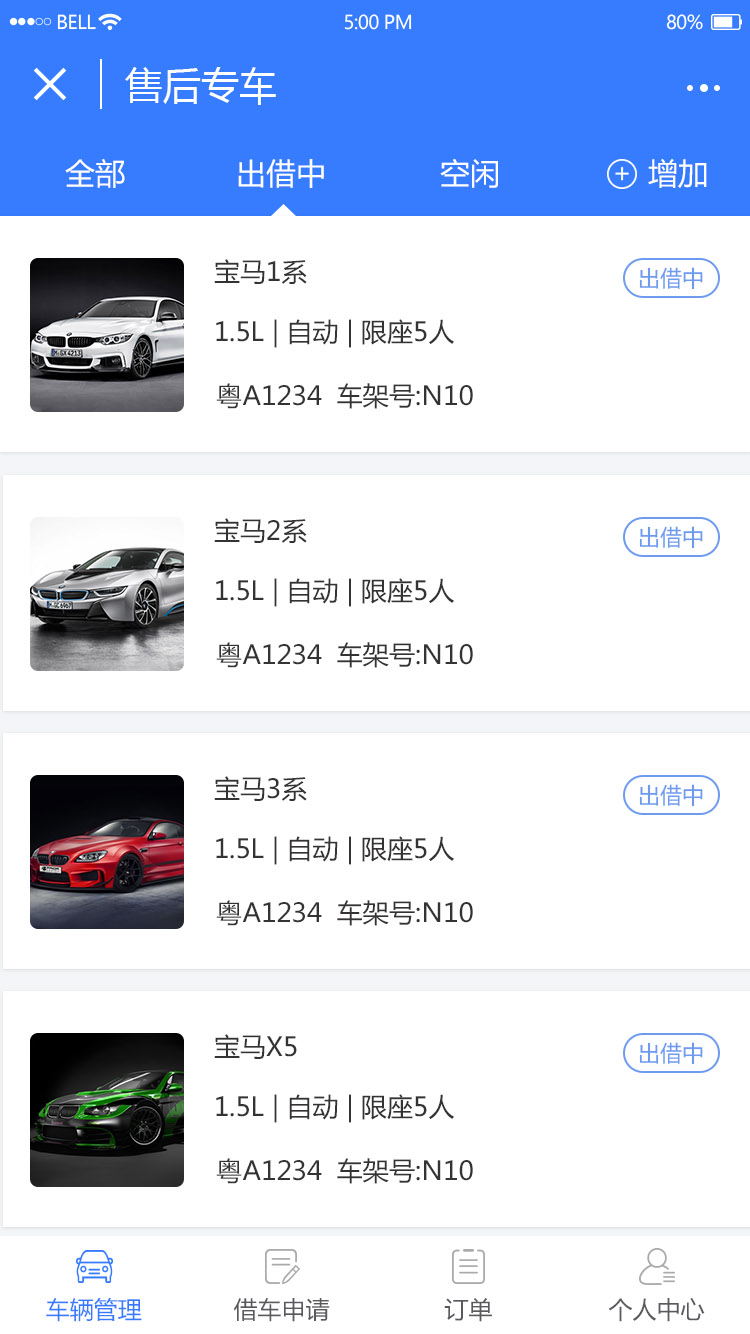 BELL 5:00 PM 80%
售后专车
全部 出借中 空闲 增加
宝马1系 出借中
1.5L | 自动 | 限座5人
粤A1234 车架号:N10
宝马2系 出借中
1.5L | 自动 | 限座5人
粤A1234 车架号:N10
宝马3系 出借中
1.5L | 自动 | 限座5人
粤A1234 车架号:N10
宝马X5 出借中
1.5L | 自动 | 限座5人
粤A1234 车架号:N10
车辆管理 借车申请 订单 个人中心